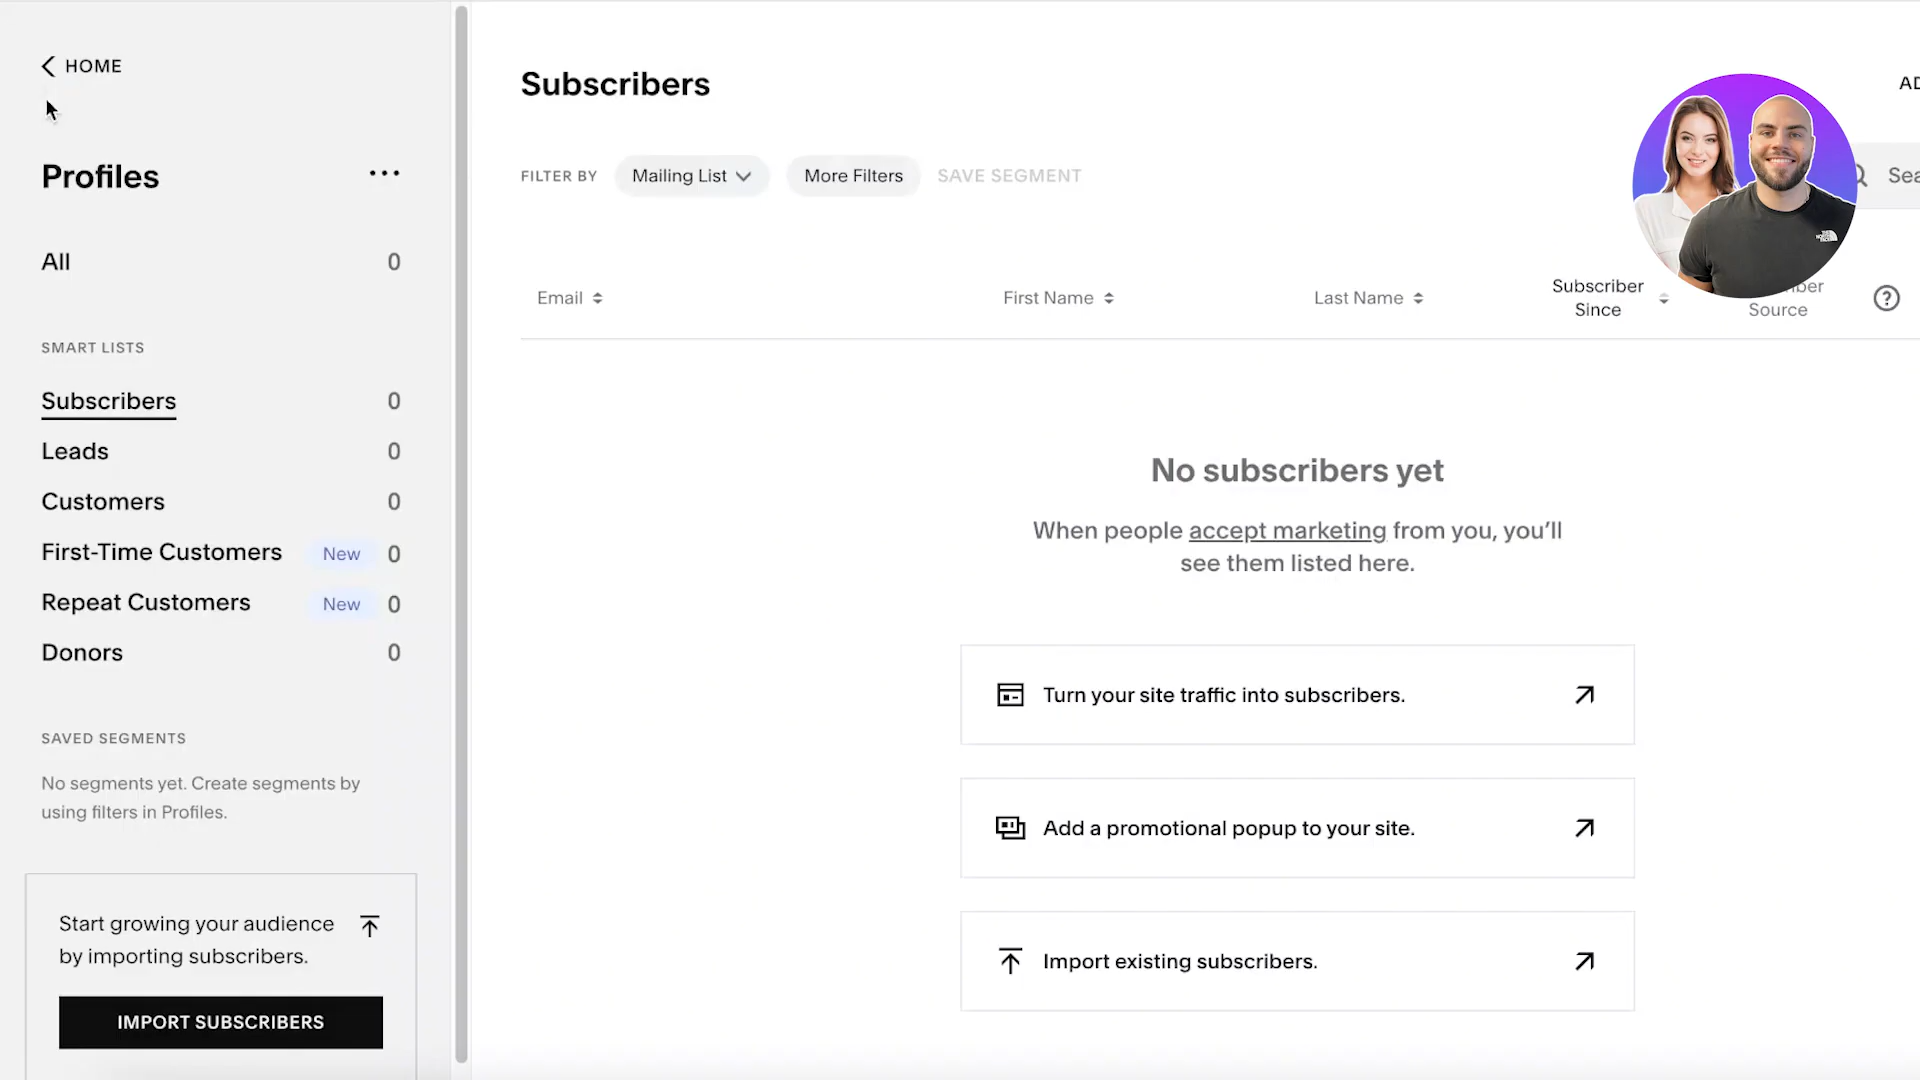 HOME
Profiles
All 0
SMART LISTS
Subscribers 0
Leads 0
Customers 0
First-Time Customers New 0
Repeat Customers New 0
Donors 0
SAVED SEGMENTS
No segments yet. Create segments by
using filters in Profiles.
Start growing your audience
by importing subscribers.
IMPORT SUBSCRIBERS
Subscribers
FILTER BY Mailing List More Filters SAVE SEGMENT
Email First Name Last Name Subscriber
Since
Source
No subscribers yet
When people accept marketing from you, you’ll
see them listed here.
Turn your site traffic into subscribers.
Add a promotional popup to your site.
Import existing subscribers.